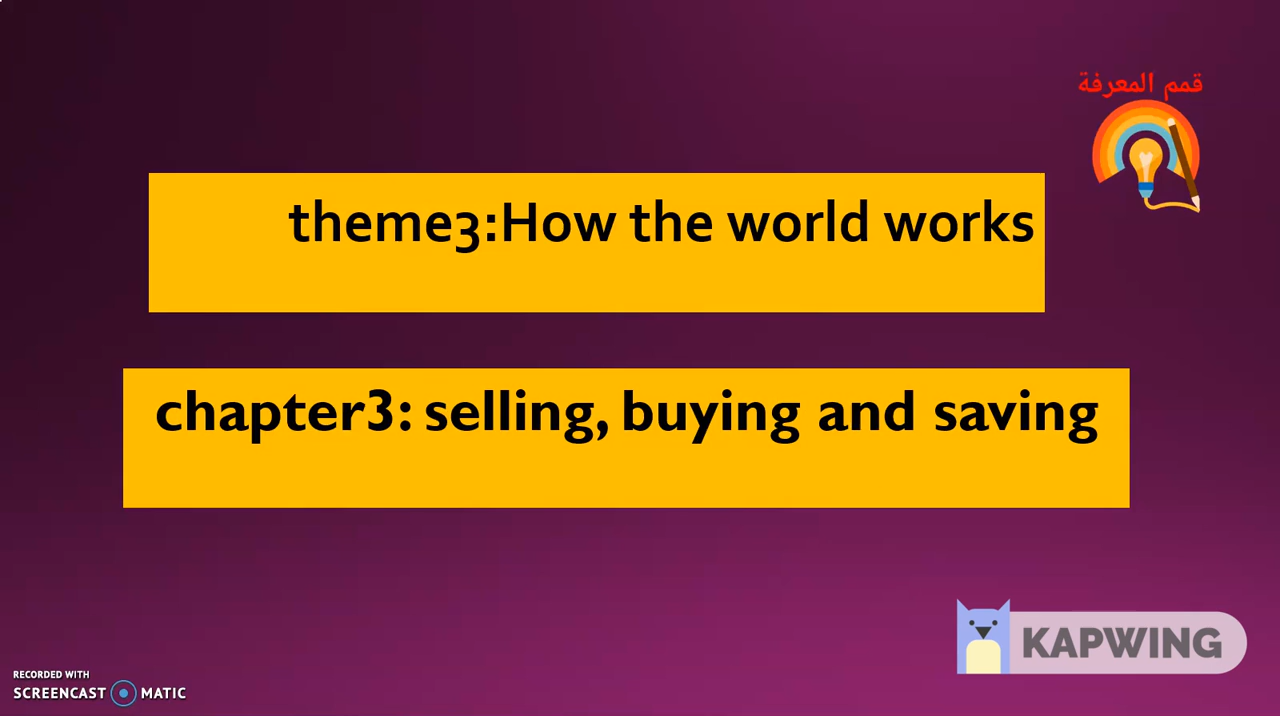 قمم المعرفة
theme3:How the world works
chapter3: selling, buying and saving
KAPWING
RECORDED WITH
SCREENCAST MATIC